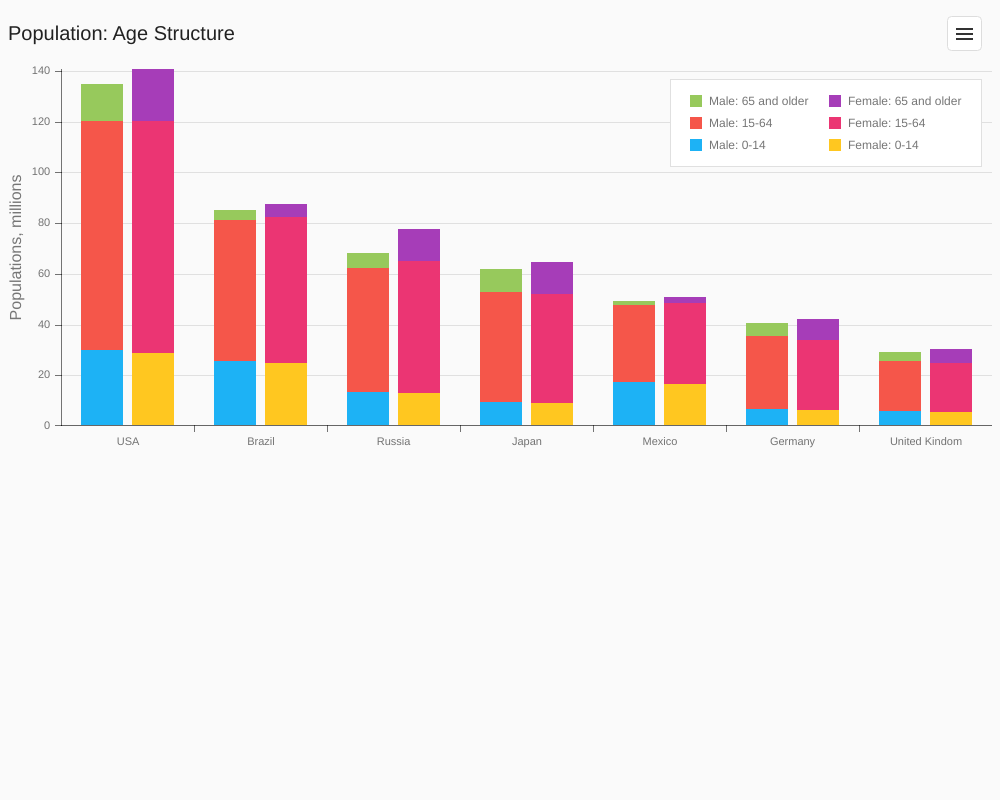 Population: Age Structure
Populations, millions
140
120
100
80
60
40
20
0
Male: 65 and older
Male: 15-64
Male: 0-14
Female: 65 and older
Female: 15-64
Female: 0-14
USA
Brazil
Russia
Japan
Mexico
Germany
United Kindom